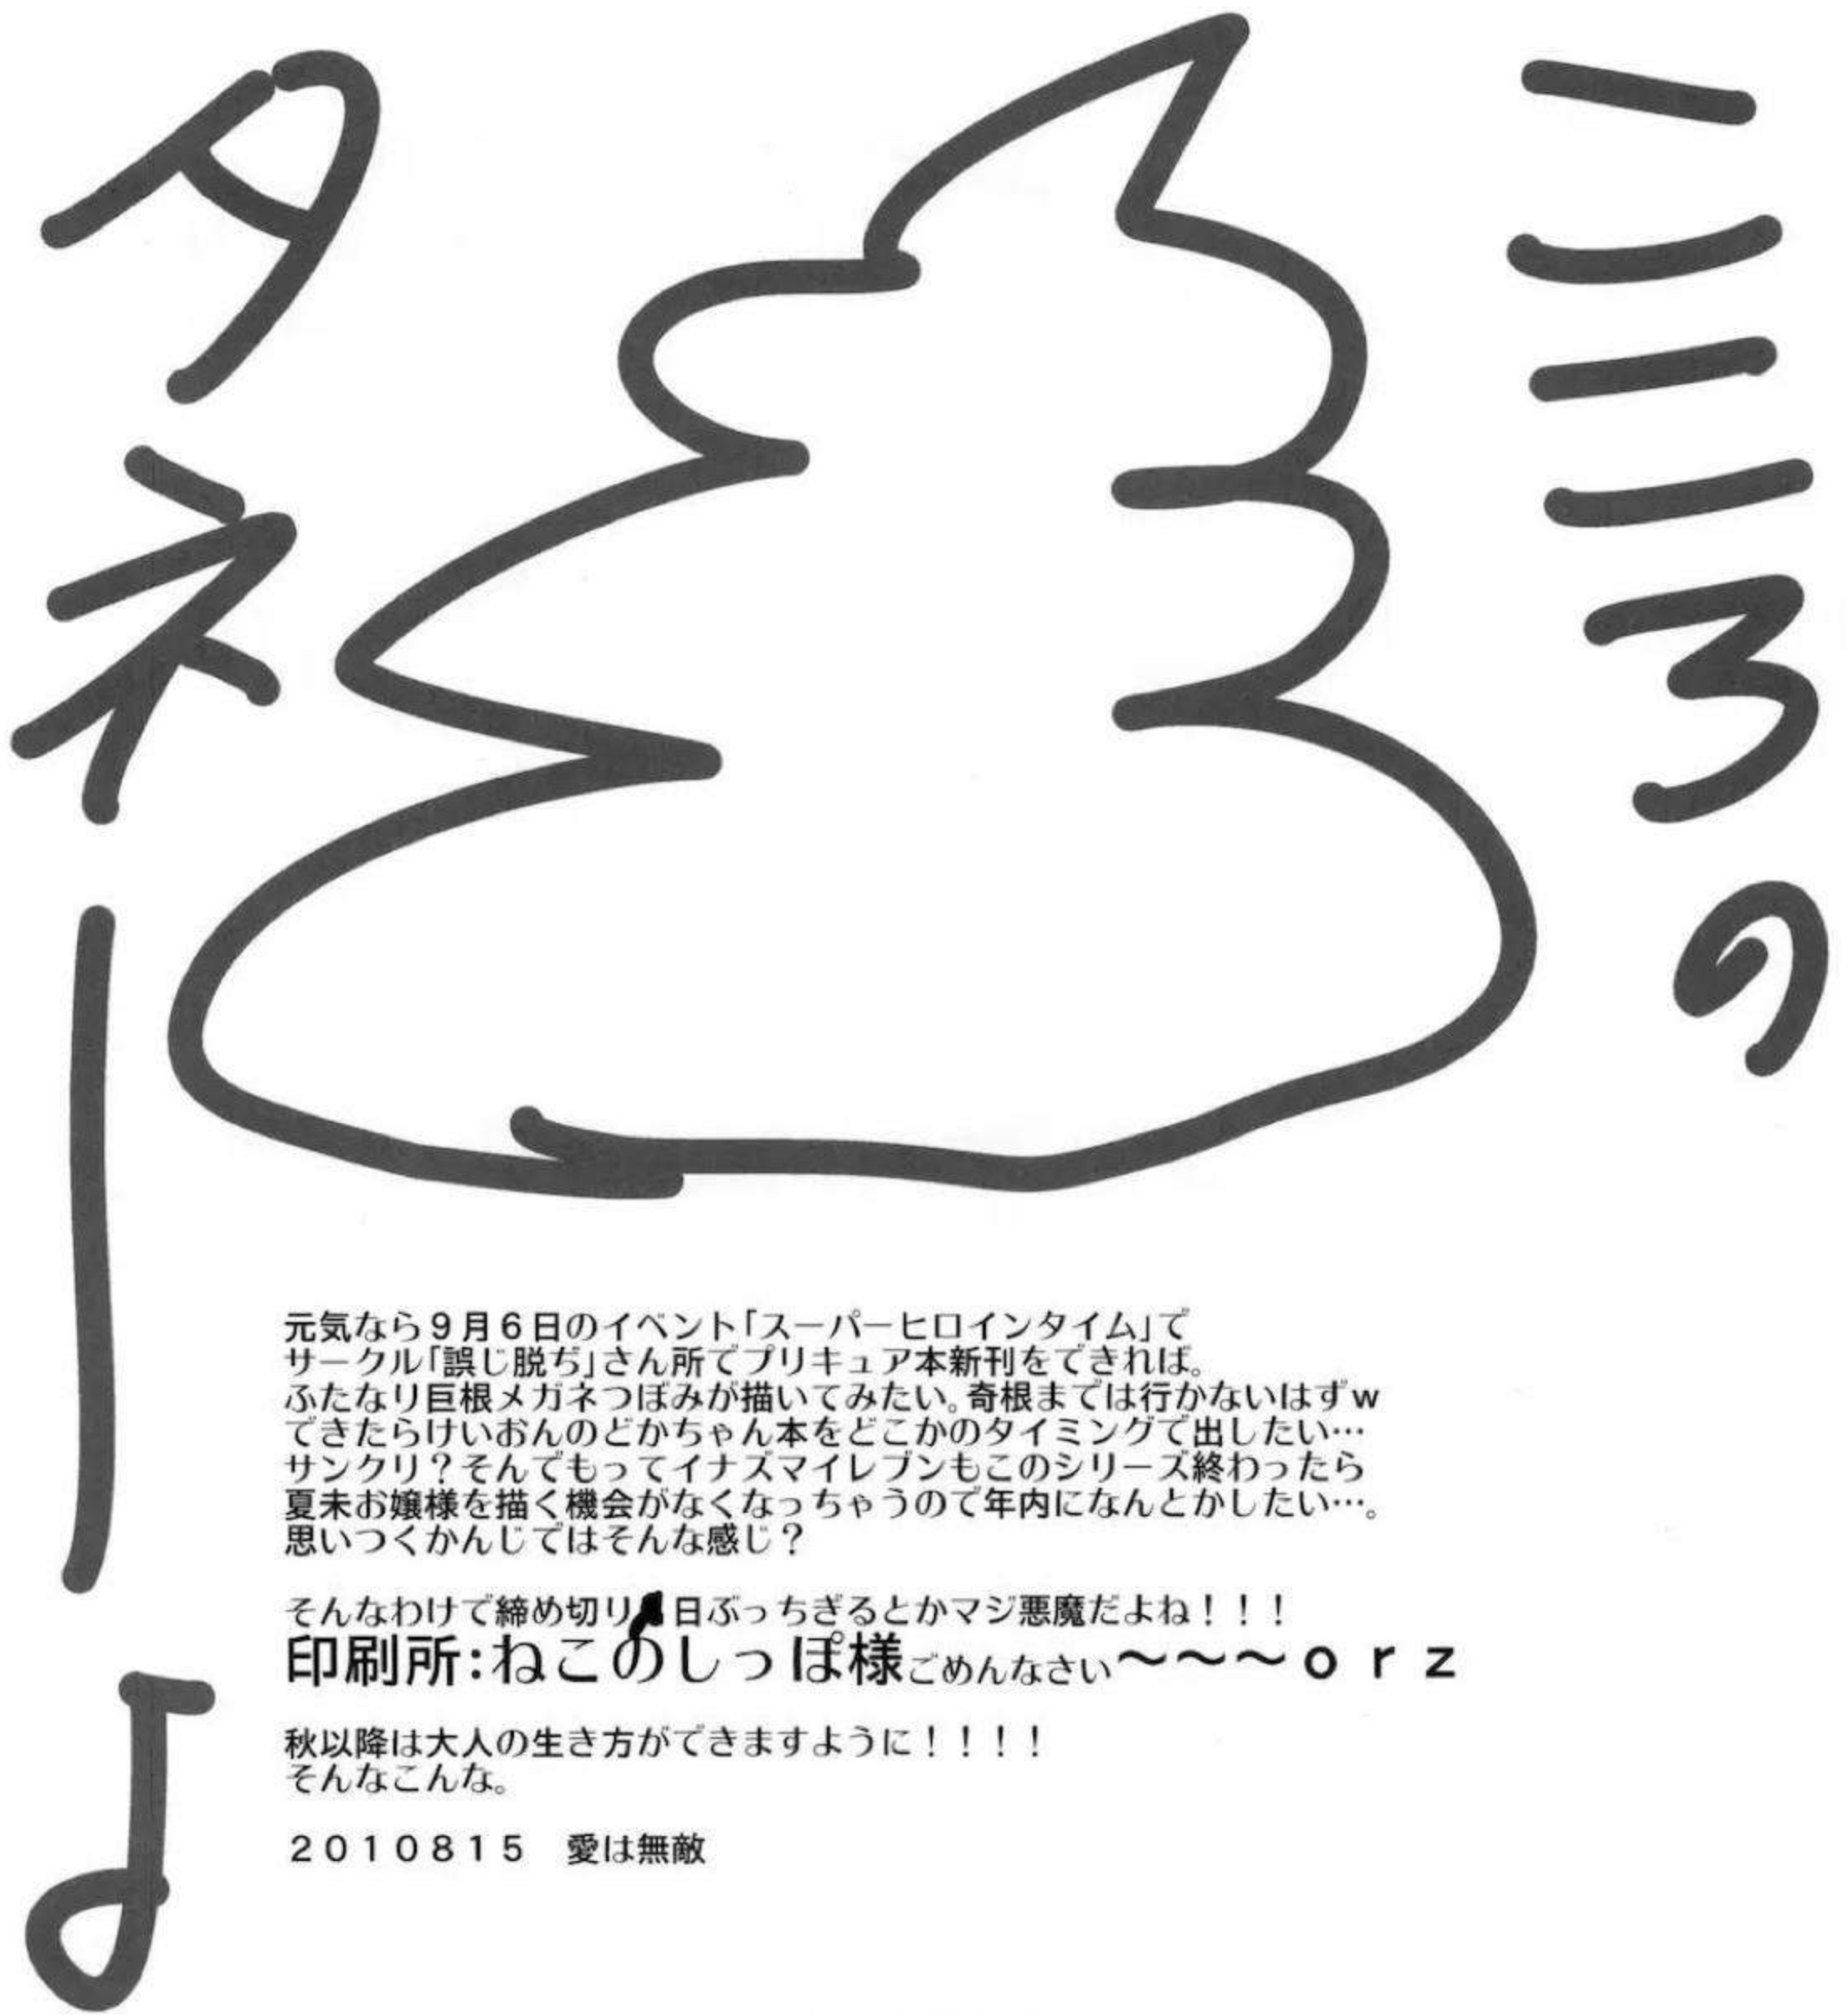 こころの
タネーーよ
元気なら９月６日のイベント｢スーパーヒロインタイム｣で
サークル｢誤じ脱ぢ｣さん所でプリキュア本新刊をできれば。
ふたなり巨根メガネつぼみが描いてみたい。奇根までは行かないはずｗ
できたらけいおんのどかちゃん本をどこかのタイミングで出したい…
サンクリ？そんでもってイナズマイレブンもこのシリーズ終わったら
夏未お嬢様を描く機会がなくなっちゃうので年内になんとかしたい…。
思いつくかんじではそんな感じ？
そんなわけで締め切り日ぶっちぎるとかマジ悪魔だよね！！！
印刷所：ねこのしっぽ様ごめんなさい～～～ｏｒｚ
秋以降は大人の生き方ができますように！！！！
そんなこんな。
２０１０８１５　愛は無敵